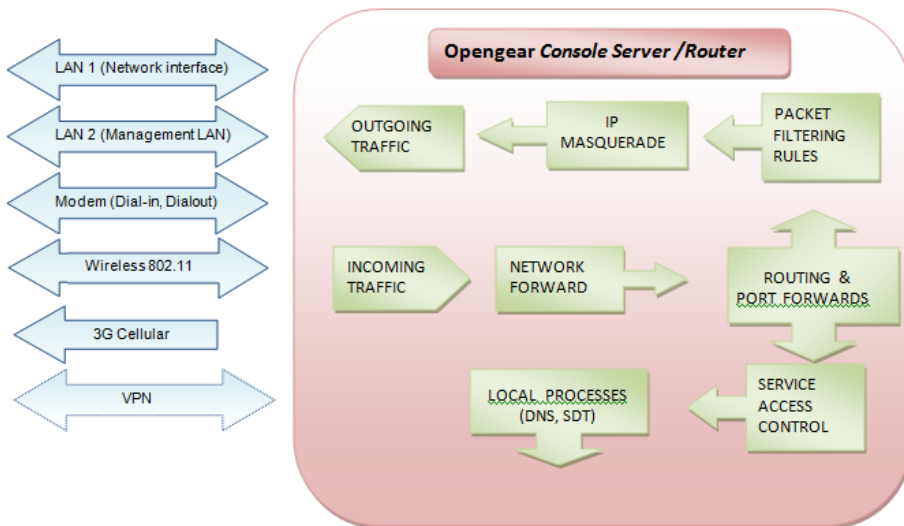 Opengear Console Server /Router
LAN 1 (Network interface)
LAN 2 (Management LAN)
Modem (Dial-in, Dialout)
Wireless 802.11
3G Cellular
VPN
OUTGOING
TRAFFIC
IP
MASQUERADE
PACKET
FILTERING
RULES
INCOMING
TRAFFIC
NETWORK
FORWARD
ROUTING &
PORT FORWARDS
LOCAL PROCESSES
(DNS, SDT)
SERVICE
ACCESS
CONTROL